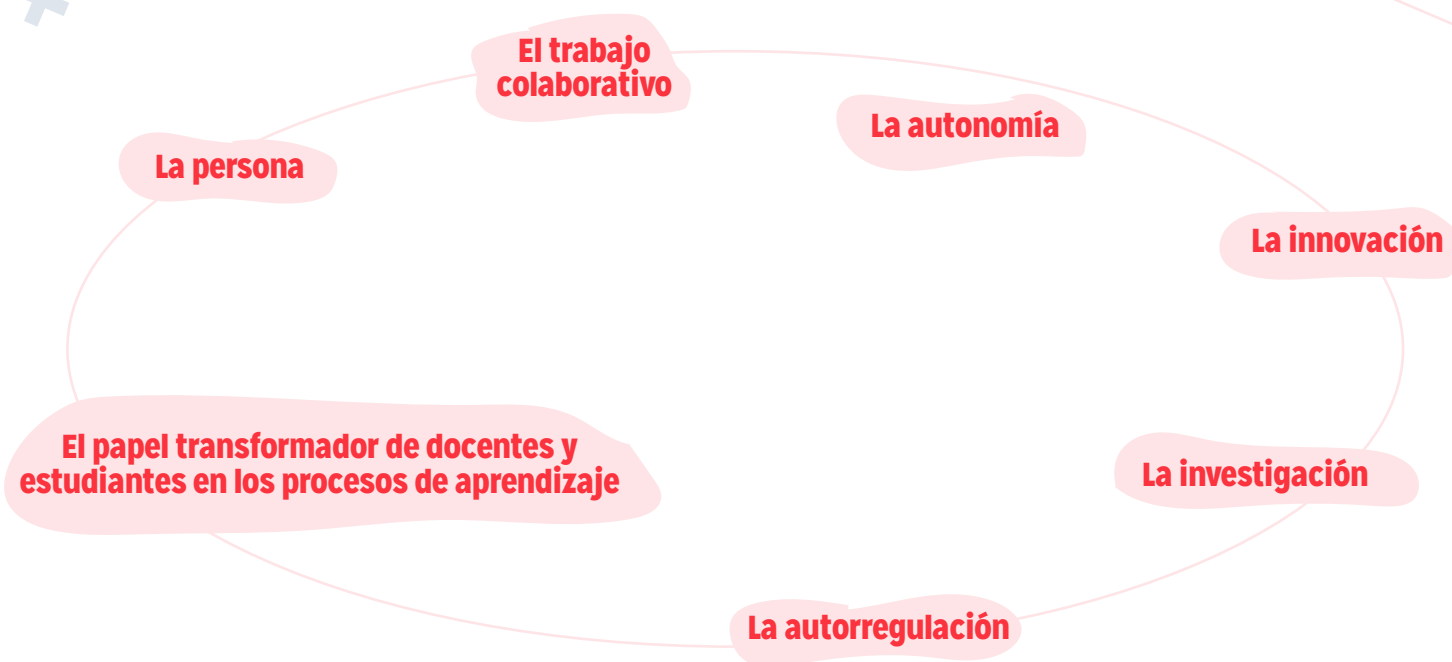 El trabajo
colaborativo
La autonomía
La persona
La innovación
El papel transformador de docentes y
estudiantes en los procesos de aprendizaje
La investigación
La autorregulación